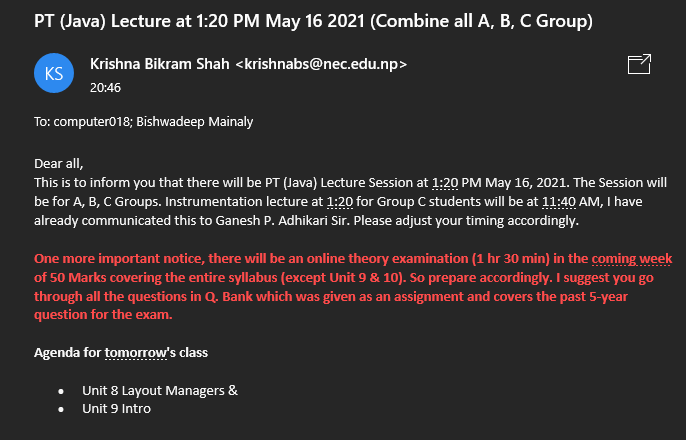 PT (Java) Lecture at 1:20 PM May 16 2021 (Combine all A, B, C Group)
KS
Krishna Bikram Shah <krishnabs@nec.edu.np>
20:46
To: computer018; Bishwadeep Mainaly
Dear all,
This is to inform you that there will be PT (Java) Lecture Session at 1:20 PM May 16, 2021. The Session will
be for A, B, C Groups. Instrumentation lecture at 1:20 for Group C students will be at 11:40 AM, I have
already communicated this to Ganesh P. Adhikari Sir. Please adjust your timing accordingly.
One more important notice, there will be an online theory examination (1 hr 30 min) in the coming week
of 50 Marks covering the entire syllabus (except Unit 9 & 10). So prepare accordingly. I suggest you go
through all the questions in Q. Bank which was given as an assignment and covers the past 5-year
question for the exam.
Agenda for tomorrow's class
• Unit 8 Layout Managers &
• Unit 9 Intro